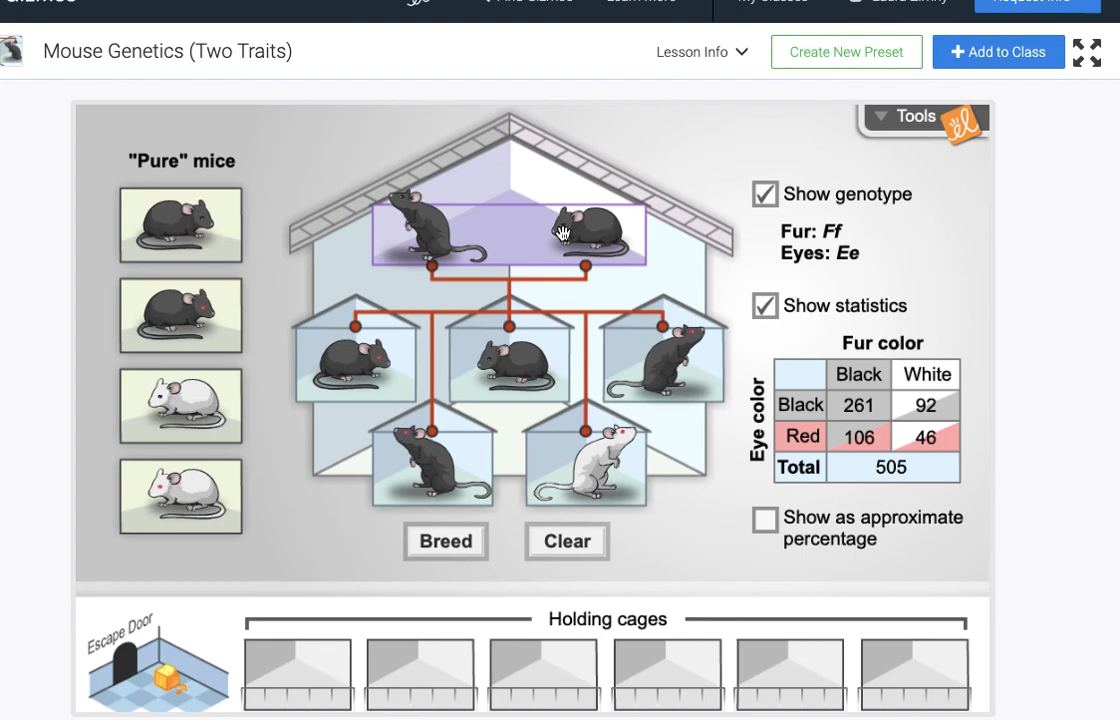 Mouse Genetics (Two Traits)
Lesson Info
Create New Preset
+ Add to Class
Tools
"Pure" mice
Show genotype
Fur: Ff
Eyes: Ee
Show statistics
Fur color
Eye color
Black White
Black 261 92
Red 106 46
Total 505
Show as approximate
percentage
Breed
Clear
Escape Door
Holding cages